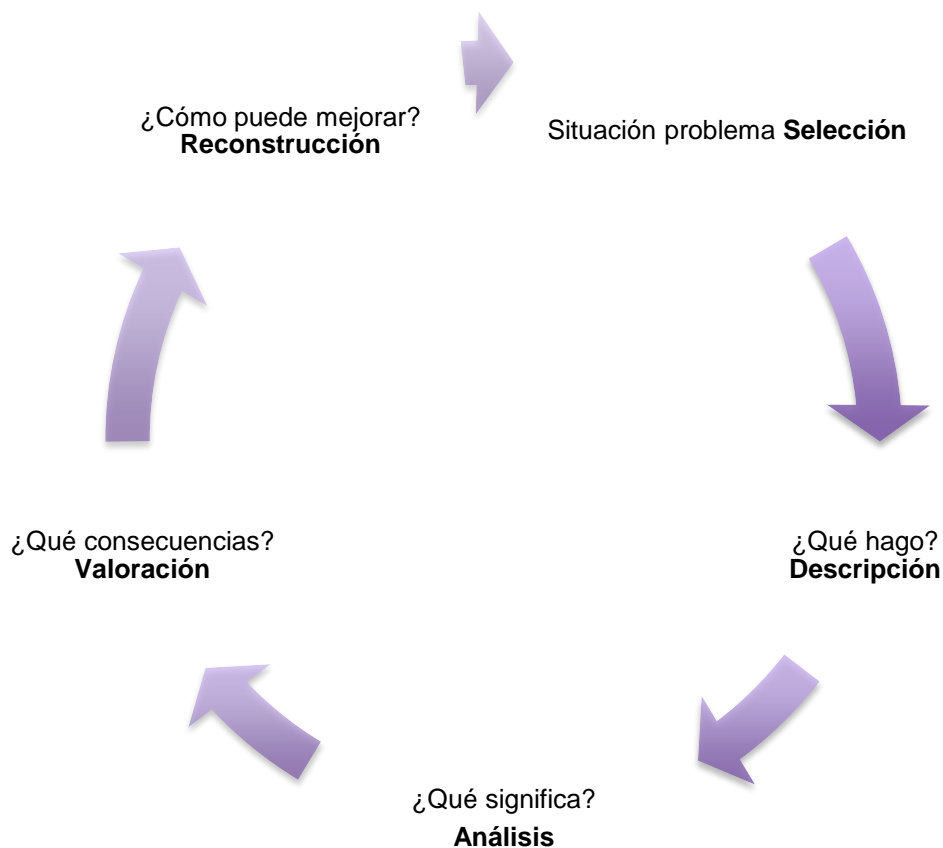 ¿Cómo puede mejorar?
Reconstrucción
Situación problema Selección
¿Qué hago?
Descripción
¿Qué significa?
Análisis
¿Qué consecuencias?
Valoración